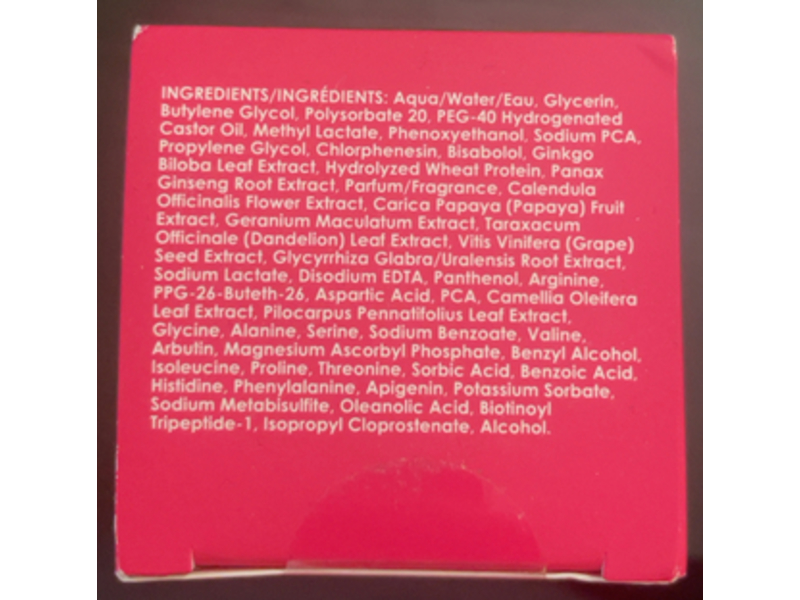 INGREDIENTS/INGRÉDIENTS: Aqua/Water/Eau, Glycerin,
Butylene Glycol, Polysorbate 20, PEG-40 Hydrogenated
Castor Oil, Methyl Lactate, Phenoxyethanol, Sodium PCA,
Propylene Glycol, Chlorphenesin, Bisabolol, Ginkgo
Biloba Leaf Extract, Hydrolyzed Wheat Protein, Panax
Ginseng Root Extract, Parfum/Fragrance, Calendula
Officinalis Flower Extract, Carica Papaya (Papaya) Fruit
Extract, Geranium Maculatum Extract, Taraxacum
Officinale (Dandelion) Leaf Extract, Vitis Vinifera (Grape)
Seed Extract, Glycyrrhiza Glabra/Uralensis Root Extract,
Sodium Lactate, Disodium EDTA, Panthenol, Arginine,
PPG-26-Buteth-26, Aspartic Acid, PCA, Camellia Oleifera
Leaf Extract, Pilocarpus Pennatifolius Leaf Extract,
Glycine, Alanine, Serine, Sodium Benzoate, Valine,
Arbutin, Magnesium Ascorbyl Phosphate, Benzyl Alcohol,
Isoleucine, Proline, Threonine, Sorbic Acid, Benzoic Acid,
Histidine, Phenylalanine, Apigenin, Potassium Sorbate,
Sodium Metabisulfite, Oleanolic Acid, Biotinoyl
Tripeptide-1, Isopropyl Cloprostenate, Alcohol.